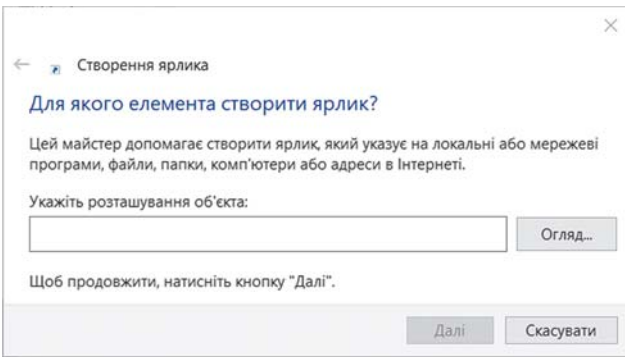 Створення ярлика
Для якого елемента створити ярлик?
Цей майстер допомагає створити ярлик, який указує на локальні або мережеві
програми, файли, папки, комп'ютери або адреси в Інтернеті.
Укажіть розташування об'єкта:
Огляд...
Щоб продовжити, натисніть кнопку "Далі".
Далі
Скасувати